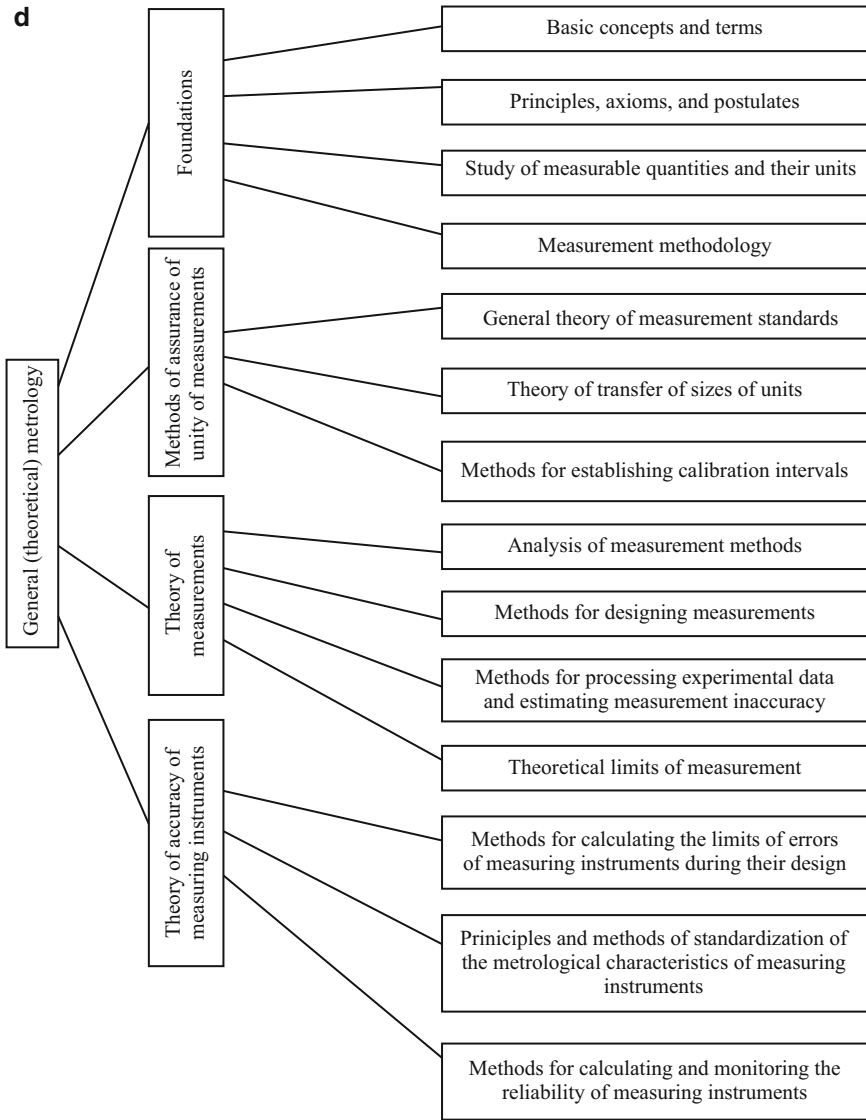 d
General (theoretical) metrology
Foundations
Basic concepts and terms
Principles, axioms, and postulates
Study of measurable quantities and their units
Measurement methodology
Methods of assurance of
unity of measurements
General theory of measurement standards
Theory of transfer of sizes of units
Methods for establishing calibration intervals
Theory of
measurements
Analysis of measurement methods
Methods for designing measurements
Methods for processing experimental data
and estimating measurement inaccuracy
Theoretical limits of measurement
Theory of accuracy of
measuring instruments
Methods for calculating the limits of errors
of measuring instruments during their design
Priniciples and methods of standardization of
the metrological characteristics of measuring
instruments
Methods for calculating and monitoring the
reliability of measuring instruments